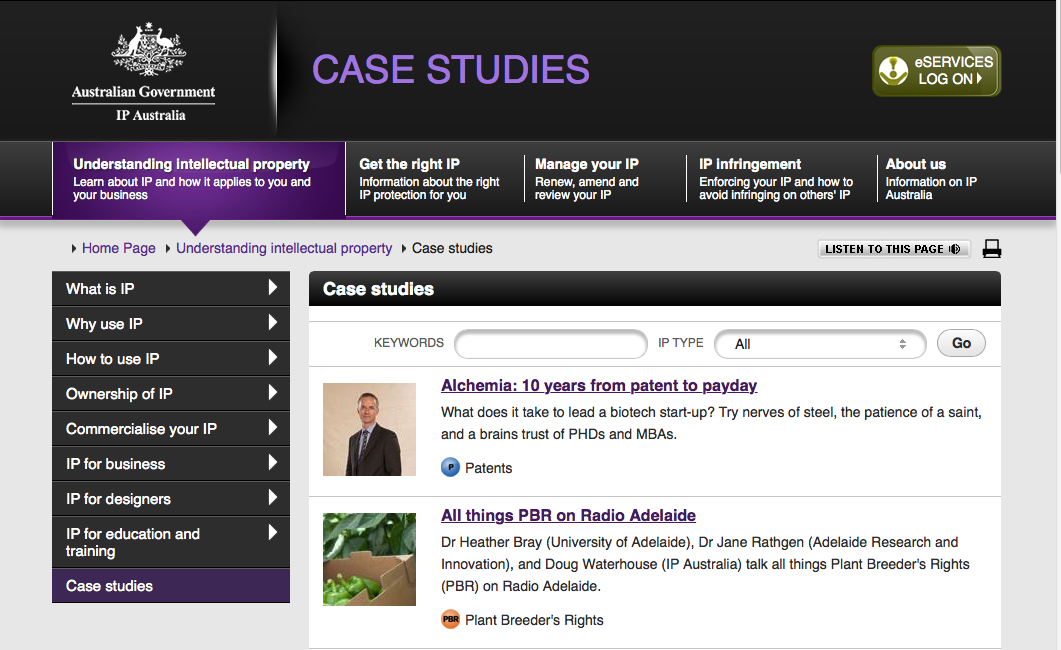 Australian Government
IP Australia
CASE STUDIES
eSERVICES
LOG ON
Understanding intellectual property
Learn about IP and how it applies to you and
your business
Get the right IP
Information about the right
IP protection for you
Manage your IP
Renew, amend and
review your IP
IP infringement
Enforcing your IP and how to
avoid infringing on others' IP
About us
Information on IP
Australia
Home Page
Understanding intellectual property
Case studies
LISTEN TO THIS PAGE
What is IP
Why use IP
How to use IP
Ownership of IP
Commercialise your IP
IP for business
IP for designers
IP for education and
training
Case studies
Case studies
KEYWORDS
IP TYPE
All
Go
Alchemia: 10 years from patent to payday
What does it take to lead a biotech start-up? Try nerves of steel, the patience of a saint,
and a brains trust of PHDs and MBAs.
P Patents
All things PBR on Radio Adelaide
Dr Heather Bray (University of Adelaide), Dr Jane Rathgen (Adelaide Research and
Innovation), and Doug Waterhouse (IP Australia) talk all things Plant Breeder's Rights
(PBR) on Radio Adelaide.
PBR Plant Breeder's Rights